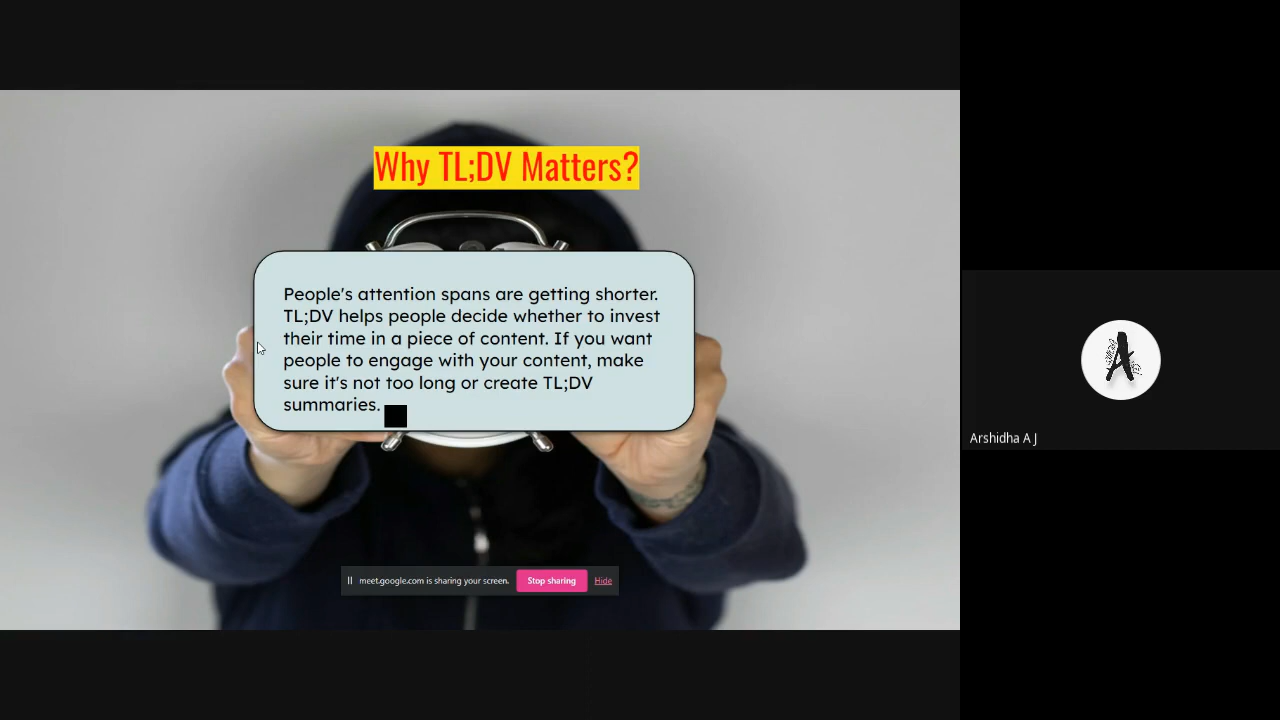 Why TL;DV Matters?
People's attention spans are getting shorter.
TL;DV helps people decide whether to invest
their time in a piece of content. If you want
people to engage with your content, make
sure it's not too long or create TL;DV
summaries.
meet.google.com is sharing your screen. Stop sharing Hide
A
Arshidha A J